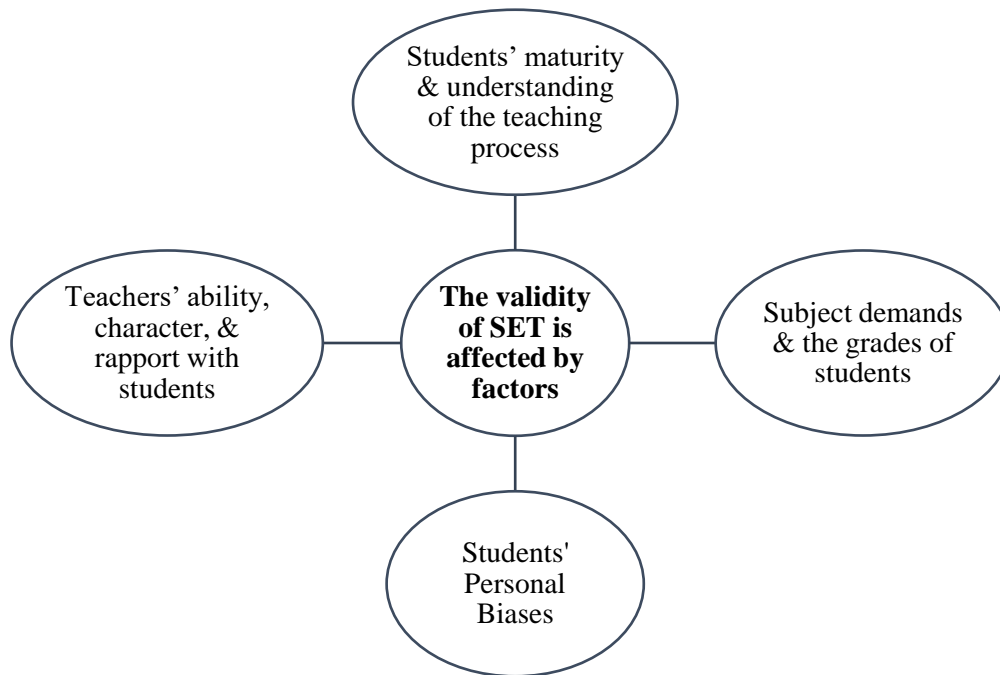 Students’ maturity
& understanding
of the teaching
process
Teachers’ ability,
character, &
rapport with
students
The validity
of SET is
affected by
factors
Subject demands
& the grades of
students
Students'
Personal
Biases